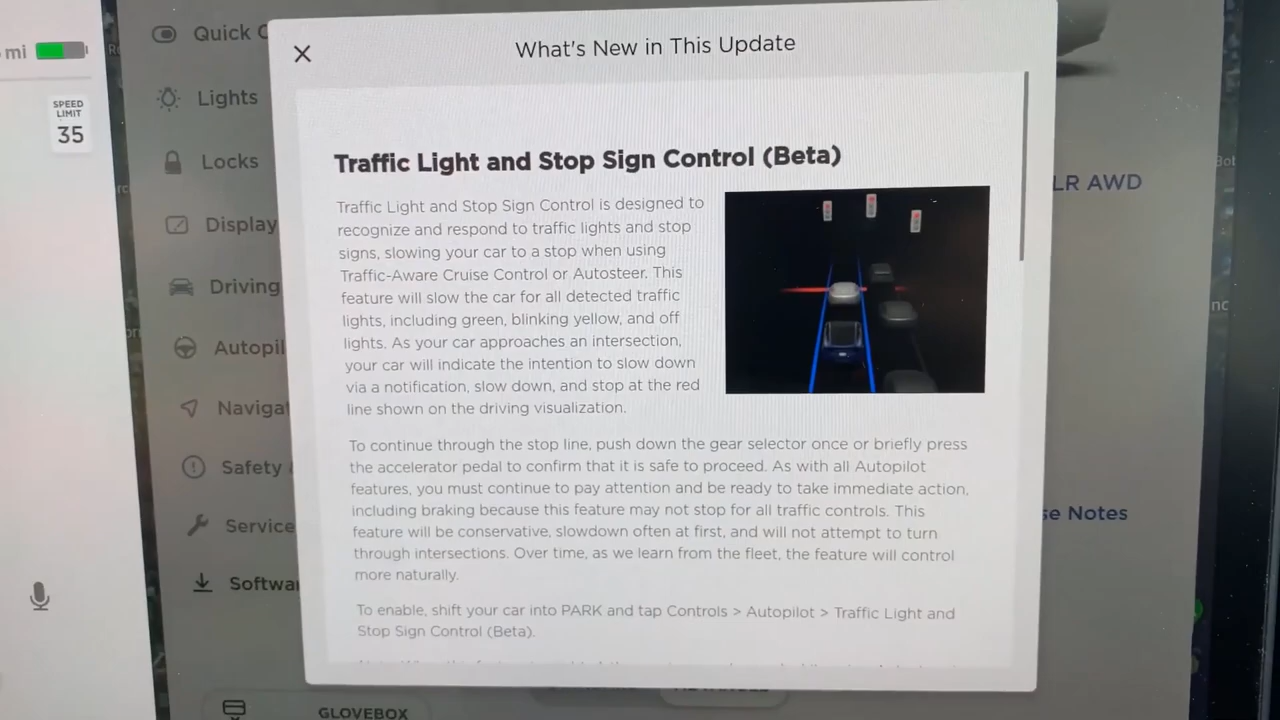 mi
SPEED
LIMIT
35
Quick
Lights
Locks
Display
Driving
Autopil
Navigat
Safety
Service
Softwa
GLOVEBOX
What's New in This Update
Traffic Light and Stop Sign Control (Beta)
Traffic Light and Stop Sign Control is designed to
recognize and respond to traffic lights and stop
signs, slowing your car to a stop when using
Traffic-Aware Cruise Control or Autosteer. This
feature will slow the car for all detected traffic
lights, including green, blinking yellow, and off
lights. As your car approaches an intersection,
your car will indicate the intention to slow down
via a notification, slow down, and stop at the red
line shown on the driving visualization.
To continue through the stop line, push down the gear selector once or briefly press
the accelerator pedal to confirm that it is safe to proceed. As with all Autopilot
features, you must continue to pay attention and be ready to take immediate action,
including braking because this feature may not stop for all traffic controls. This
feature will be conservative, slowdown often at first, and will not attempt to turn
through intersections. Over time, as we learn from the fleet, the feature will control
more naturally.
To enable, shift your car into PARK and tap Controls > Autopilot > Traffic Light and
Stop Sign Control (Beta).
LR AWD
se Notes